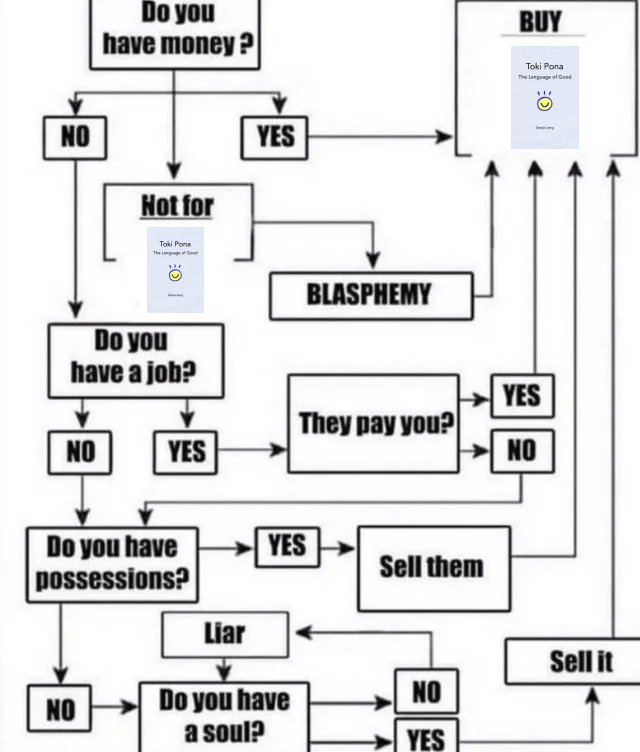 Do you
have money ?
BUY
Toki Pona
The Language of Good
Sonja Lang
NO
YES
Not for
Toki Pona
The Language of Good
Sonja Lang
BLASPHEMY
Do you
have a job?
They pay you?
YES
NO
YES
NO
Do you have
possessions?
YES
Sell them
Liar
Sell it
NO
Do you have
a soul?
NO
YES